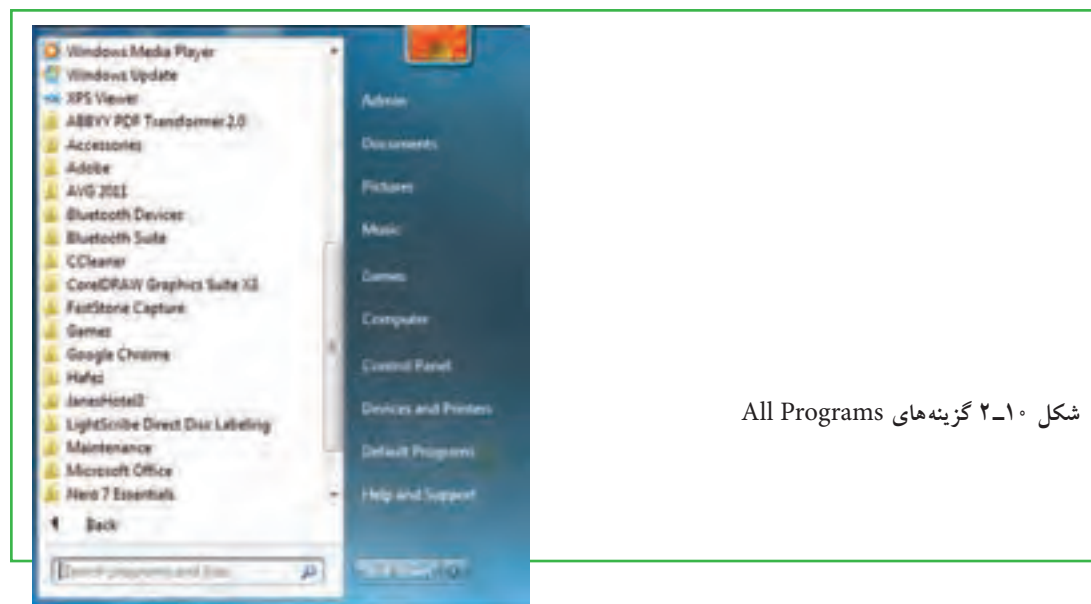 Windows Media Player
Windows Update
XPS Viewer
ABBYY PDF Transformer 2.0
Accessories
Adobe
AVG 2011
Bluetooth Devices
Bluetooth Suite
CCleaner
CorelDRAW Graphics Suite X3
FastStone Capture
Games
Google Chrome
Hafez
JanesHotel3
LightScribe Direct Disc Labeling
Maintenance
Microsoft Office
Nero 7 Essentials
Back
Search programs and files
Admin
Documents
Pictures
Music
Games
Computer
Control Panel
Devices and Printers
Default Programs
Help and Support
شکل ۱۰ــ۲ گزینه‌های All Programs